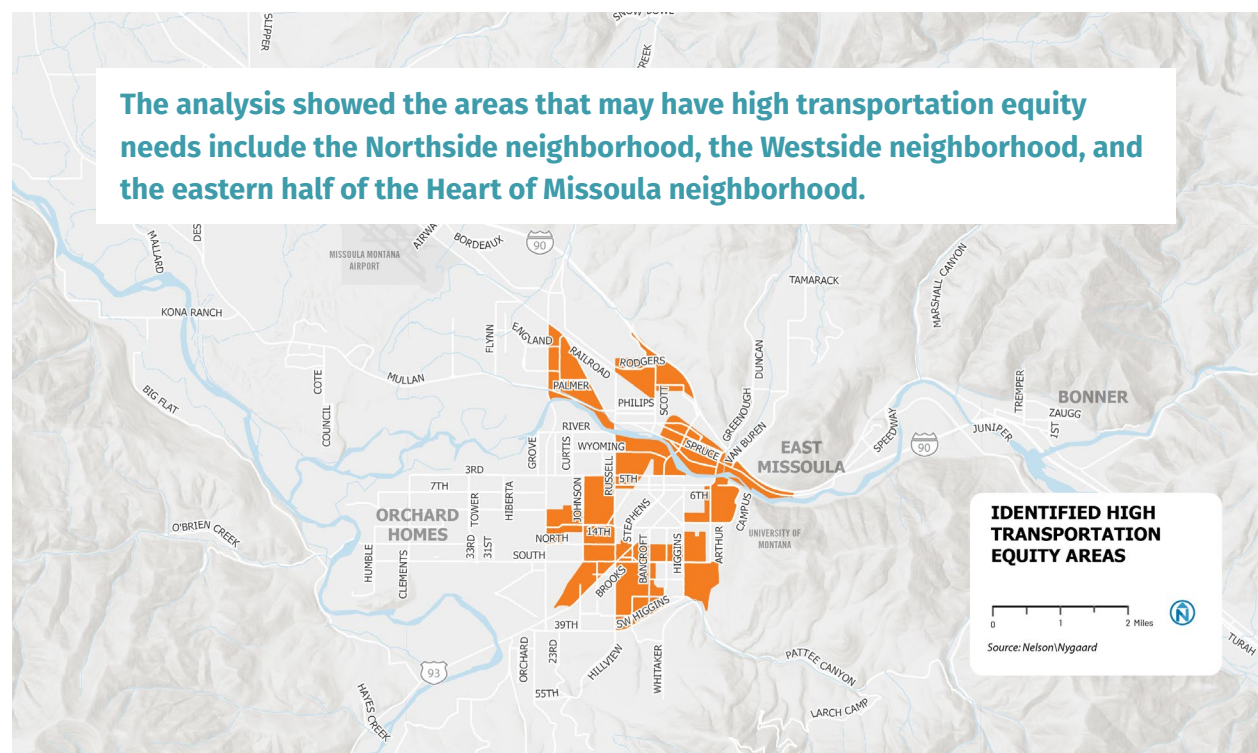 SLIPPER
SNOW BOWL
CREEK
The analysis showed the areas that may have high transportation equity
needs include the Northside neighborhood, the Westside neighborhood, and
the eastern half of the Heart of Missoula neighborhood.
MALLARD
DES
AIRWA
BORDEAUX
90
MISSOULA MONTANA
AIRPORT
TAMARACK
MARSHALL CANYON
KONA RANCH
FLYNN
ENGLAND
RAILROAD
RODGERS
DUNCAN
COTE
MULLAN
PALMER
PHILIPS
SCOTT
GREENOUGH
VAN BUREN
BIG FLAT
COUNCIL
RIVER
WYOMING
GROVE
CURTIS
RUSSELL
SPRUCE
EAST
MISSOULA
SPEEDWAY
90
TREMPER
BONNER
ZAUGG
1ST
JUNIPER
3RD
7TH
5TH
6TH
TOWER
HIBERTA
JOHNSON
STEPHENS
CAMPUS
ORCHARD
HOMES
O'BRIEN CREEK
33RD
31ST
NORTH
14TH
SOUTH
HUMBLE
CLEMENTS
BROOKS
BANCROFT
HIGGINS
ARTHUR
UNIVERSITY OF
MONTANA
SW HIGGINS
39TH
ORCHARD
23RD
55TH
HILLVIEW
WHITAKER
93
HAYES CREEK
PATTEE CANYON
LARCH CAMP
TURAH
IDENTIFIED HIGH
TRANSPORTATION
EQUITY AREAS
0 1 2 Miles
N
Source: Nelson\Nygaard